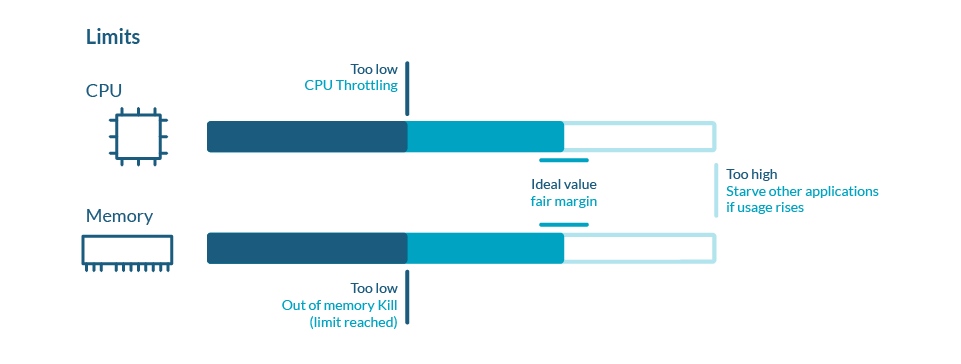 Limits
CPU
Too low
CPU Throttling
Ideal value
fair margin
Too high
Starve other applications
if usage rises
Memory
Too low
Out of memory Kill
(limit reached)